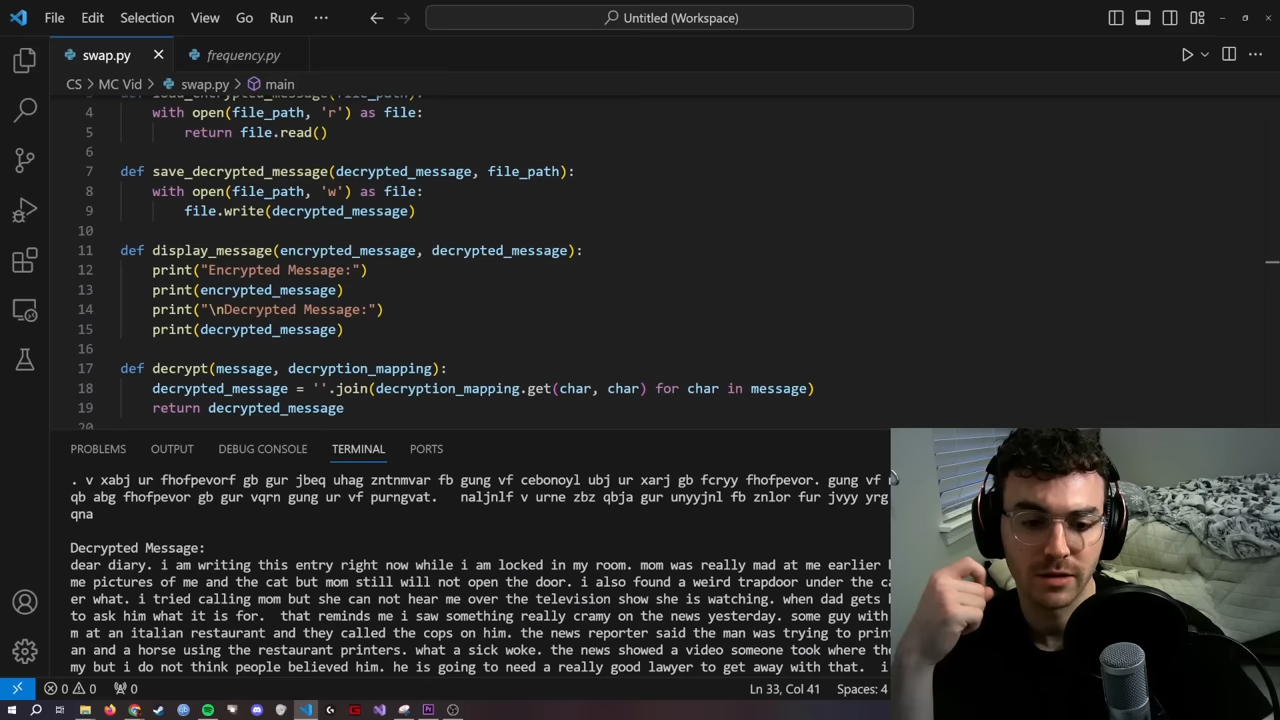 File Edit Selection View Go Run ··· Untitled (Workspace)
swap.py frequency.py
CS > MC Vid > swap.py > main
4 with open(file_path, 'r') as file:
5 return file.read()
6
7 def save_decrypted_message(decrypted_message, file_path):
8 with open(file_path, 'w') as file:
9 file.write(decrypted_message)
10
11 def display_message(encrypted_message, decrypted_message):
12 print("Encrypted Message:")
13 print(encrypted_message)
14 print("\nDecrypted Message:")
15 print(decrypted_message)
16
17 def decrypt(message, decryption_mapping):
18 decrypted_message = ''.join(decryption_mapping.get(char, char) for char in message)
19 return decrypted_message
20
PROBLEMS OUTPUT DEBUG CONSOLE TERMINAL PORTS
. v xabj ur fhofpevorf gb gur jbeq uhag zntnmvar fb gung vf cebonoyl ubj ur xarj gb fcryy fhofpevor. gung vf
qb abg fhofpevor gb gur vqrn gung ur vf purngvat. naljnlf v urne zbz qbja gur unyyjnl fb znlor fur jvyy yrg
qna
Decrypted Message:
dear diary. i am writing this entry right now while i am locked in my room. mom was really mad at me earlier
me pictures of me and the cat but mom still will not open the door. i also found a weird trapdoor under the ca
er what. i tried calling mom but she can not hear me over the television show she is watching. when dad gets
to ask him what it is for. that reminds me i saw something really cramy on the news yesterday. some guy with
m at an italian restaurant and they called the cops on him. the news reporter said the man was trying to print
an and a horse using the restaurant printers. what a sick woke. the news showed a video someone took where the
my but i do not think people believed him. he is going to need a really good lawyer to get away with that. i
0 0 0 Ln 33, Col 41 Spaces: 4